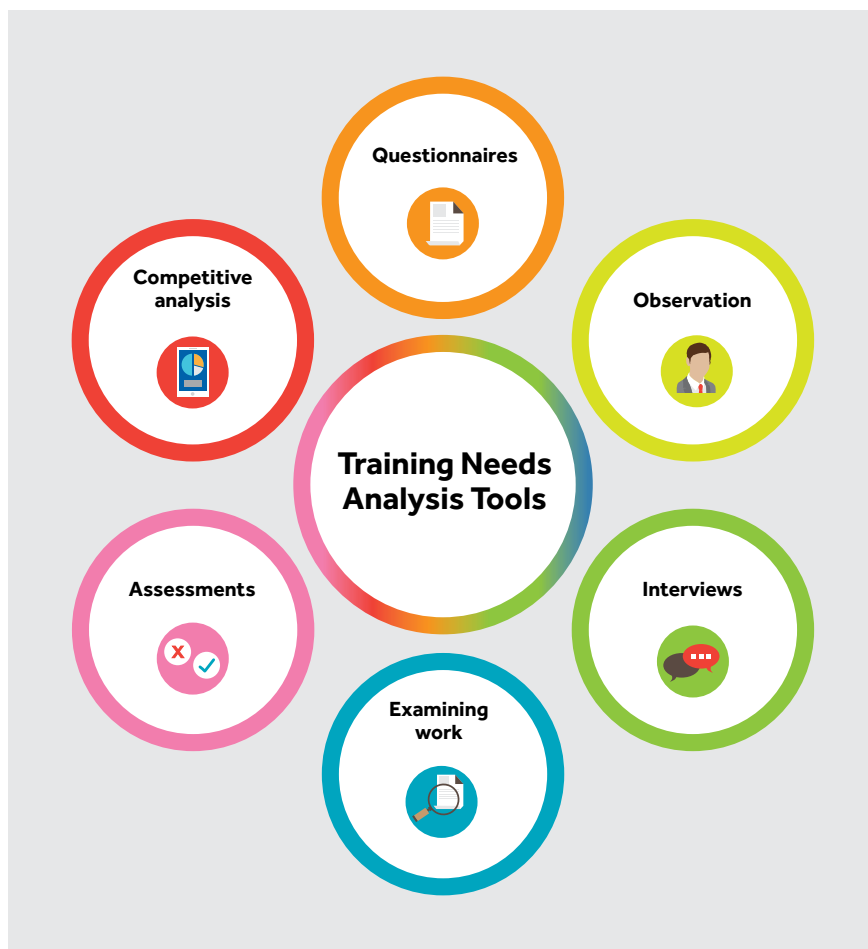 Questionnaires
Competitive
analysis
Observation
Training Needs
Analysis Tools
Assessments
Interviews
Examining
work